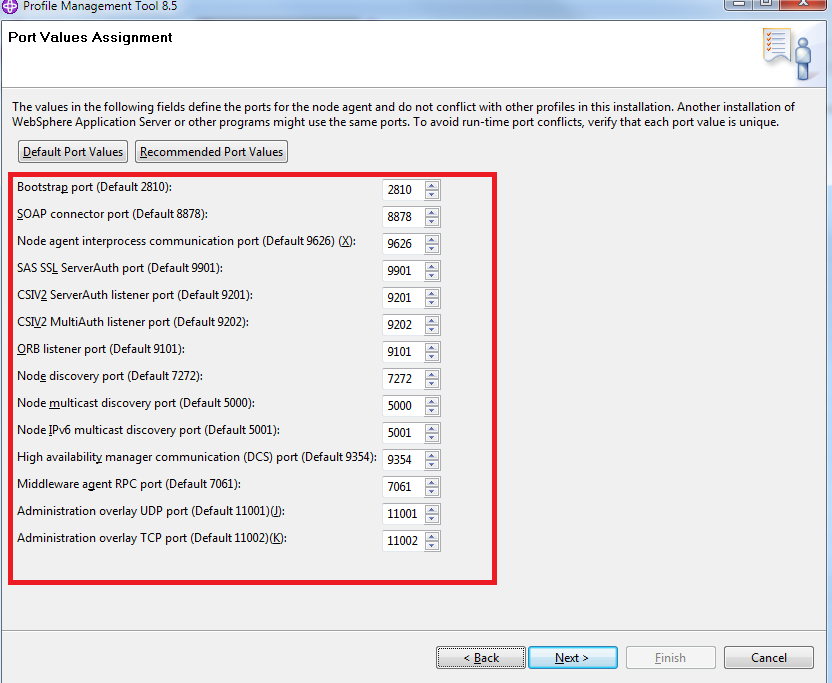 Profile Management Tool 8.5
Port Values Assignment
The values in the following fields define the ports for the node agent and do not conflict with other profiles in this installation. Another installation of
WebSphere Application Server or other programs might use the same ports. To avoid run-time port conflicts, verify that each port value is unique.
Default Port Values Recommended Port Values
Bootstrap port (Default 2810): 2810
SOAP connector port (Default 8878): 8878
Node agent interprocess communication port (Default 9626) (X): 9626
SAS SSL ServerAuth port (Default 9901): 9901
CSIV2 ServerAuth listener port (Default 9201): 9201
CSIV2 MultiAuth listener port (Default 9202): 9202
ORB listener port (Default 9101): 9101
Node discovery port (Default 7272): 7272
Node multicast discovery port (Default 5000): 5000
Node IPv6 multicast discovery port (Default 5001): 5001
High availability manager communication (DCS) port (Default 9354): 9354
Middleware agent RPC port (Default 7061): 7061
Administration overlay UDP port (Default 11001)(J): 11001
Administration overlay TCP port (Default 11002)(K): 11002
< Back Next > Finish Cancel